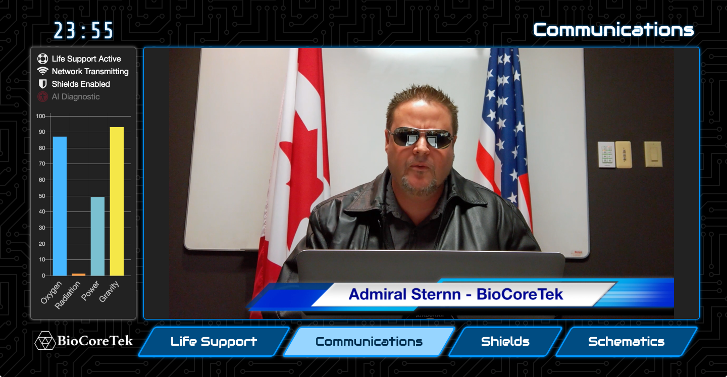 23:55
Communications
Life Support Active
Network Transmitting
Shields Enabled
AI Diagnostic
100
90
80
70
60
50
40
30
20
10
0
Oxygen
Radiation
Power
Gravity
Admiral Sternn - BioCoreTek
BioCoreTek
Life Support
Communications
Shields
Schematics